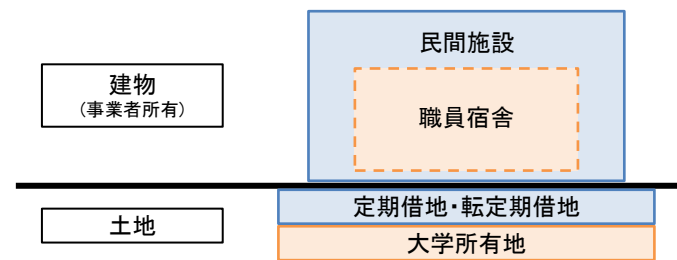 民間施設
建物
(事業者所有)
職員宿舎
定期借地・転定期借地
土地
大学所有地